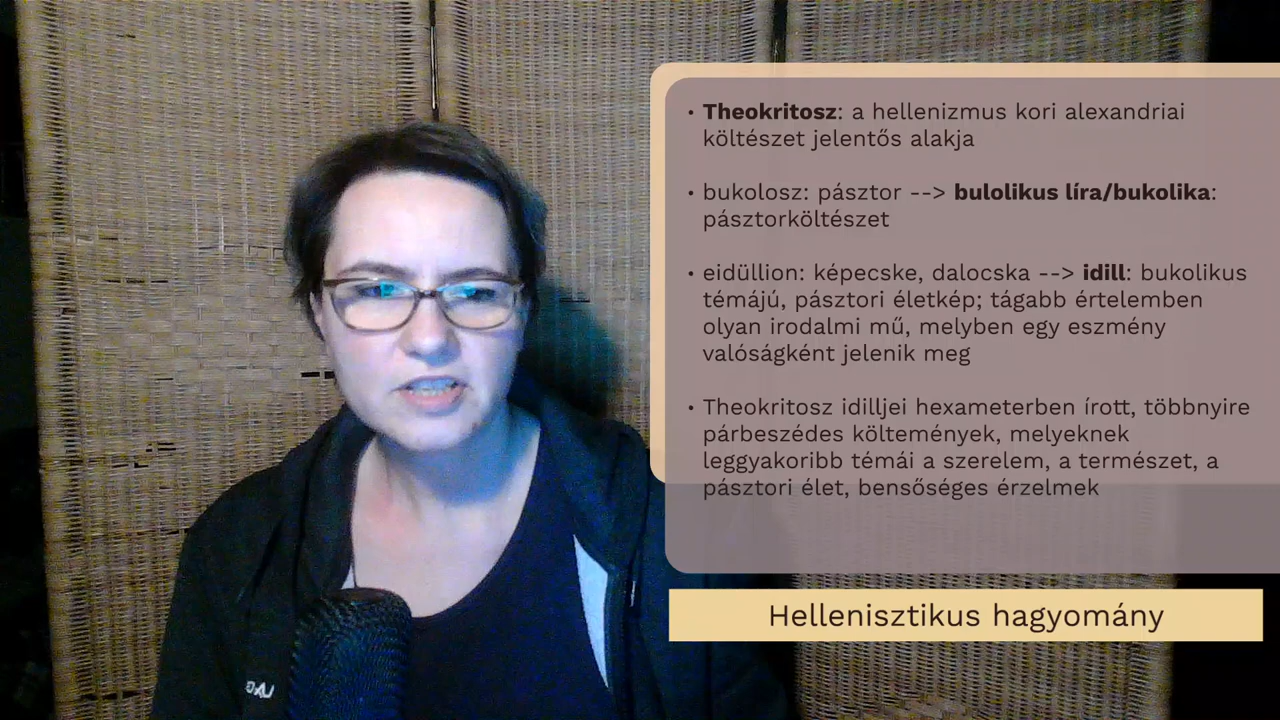 • Theokritosz: a hellenizmus kori alexandriai
költészet jelentős alakja
• bukolosz: pásztor --> bulolikus líra/bukolika:
pásztorköltészet
• eidüllion: képecske, dalocska --> idill: bukolikus
témájú, pásztori életkép; tágabb értelemben
olyan irodalmi mű, melyben egy eszmény
valóságként jelenik meg
• Theokritosz idilljei hexameterben írott, többnyire
párbeszédes költemények, melyeknek
leggyakoribb témái a szerelem, a természet, a
pásztori élet, bensőséges érzelmek
Hellenisztikus hagyomány